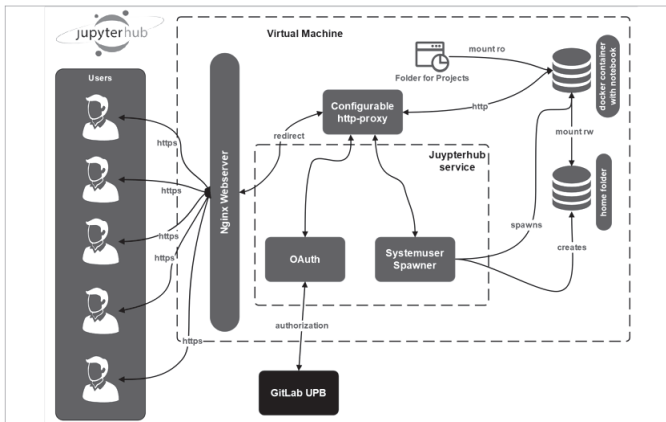 jupyterhub
Users
https
https
https
https
https
Nginx Webserver
Virtual Machine
Folder for Projects
mount ro
docker container
with notebook
Configurable
http-proxy
http
redirect
mount rw
home folder
Juypterhub
service
OAuth
Systemuser
Spawner
spawns
creates
authorization
GitLab UPB